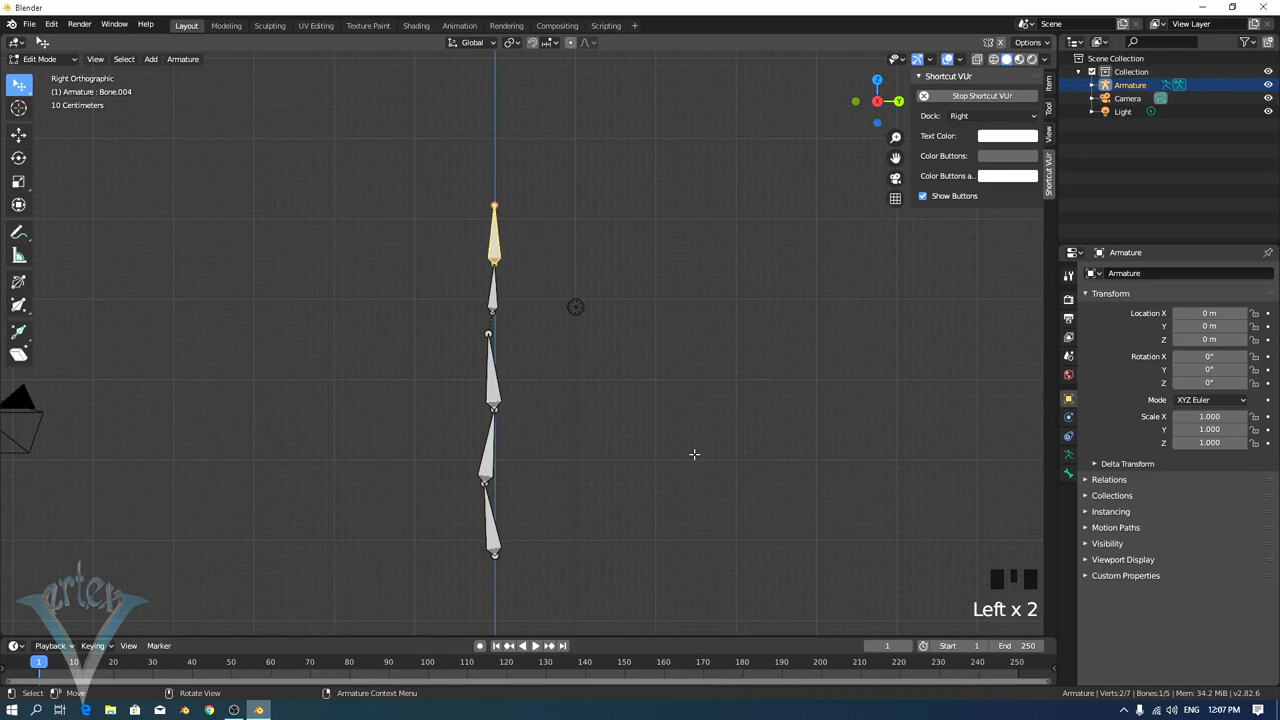 Blender
File Edit Render Window Help
Layout Modeling Sculpting UV Editing Texture Paint Shading Animation Rendering Compositing Scripting +
Scene
View Layer
Global
Options
Edit Mode View Select Add Armature
Right Orthographic
(1) Armature : Bone.004
10 Centimeters
Z
X
Y
Shortcut VUr
Stop Shortcut VUr
Dock: Right
Text Color:
Color Buttons:
Color Buttons a..
Show Buttons
Item
Tool
View
Shortcut VUr
Scene Collection
Collection
Armature
Camera
Light
Armature
Armature
Transform
Location X 0 m
Y 0 m
Z 0 m
Rotation X 0°
Y 0°
Z 0°
Mode XYZ Euler
Scale X 1.000
Y 1.000
Z 1.000
Delta Transform
Relations
Collections
Instancing
Motion Paths
Visibility
Viewport Display
Custom Properties
Left x 2
Vartex
Playback Keying View Marker
1
Start 1 End 250
1 10 20 30 40 50 60 70 80 90 100 110 120 130 140 150 160 170 180 190 200 210 220 230 240 250
Select Move Rotate View Armature Context Menu
Armature | Verts:2/7 | Bones:1/5 | Mem: 34.2 MiB | v2.82.6
ENG 12:07 PM